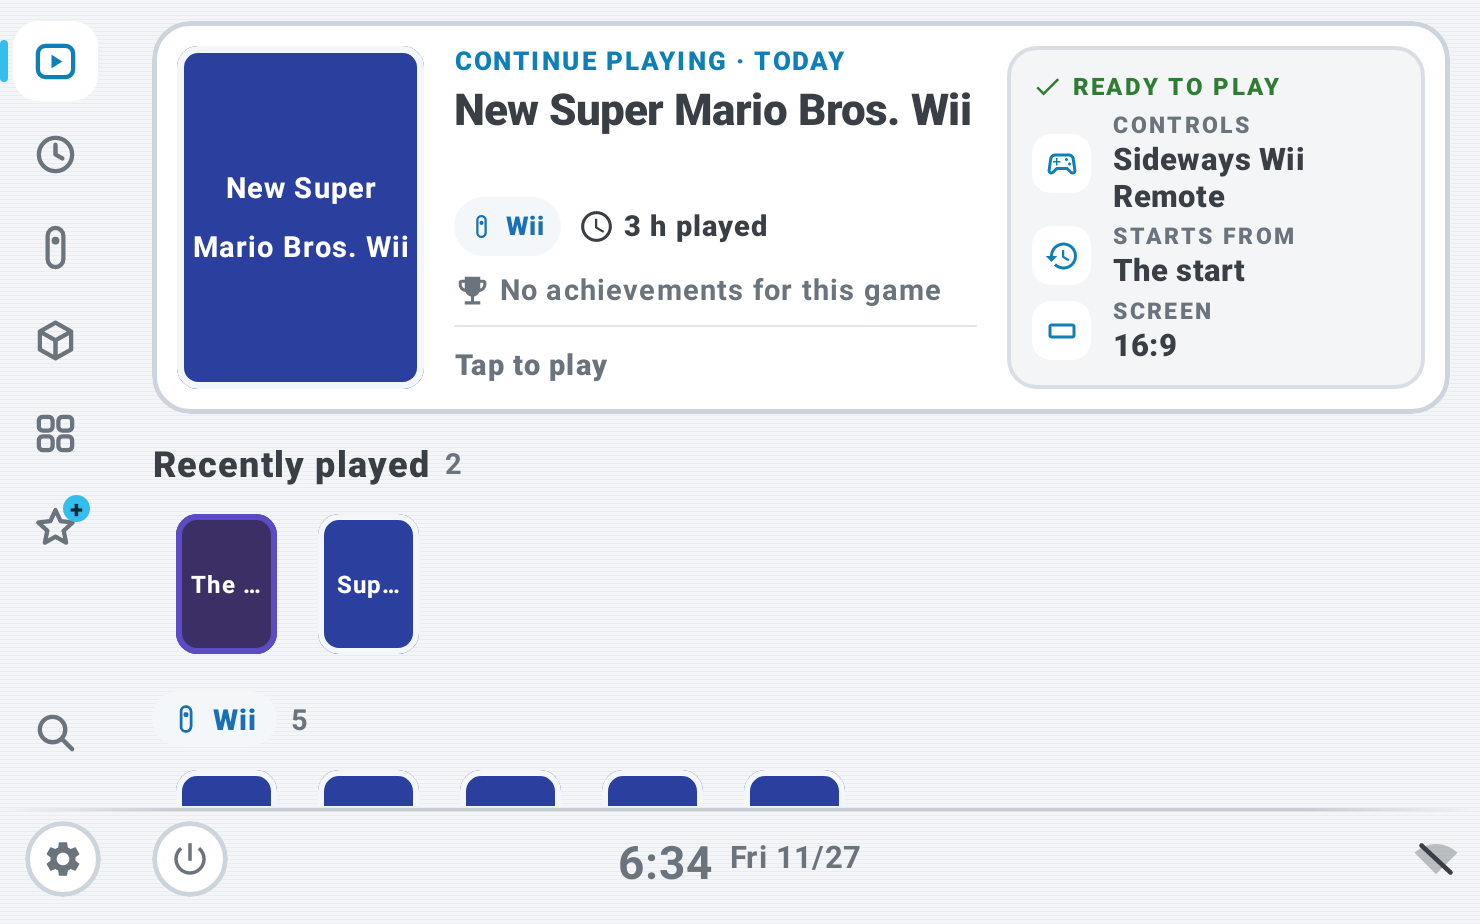 New Super
Mario Bros. Wii
CONTINUE PLAYING · TODAY
New Super Mario Bros. Wii
Wii
3 h played
No achievements for this game
Tap to play
READY TO PLAY
CONTROLS
Sideways Wii
Remote
STARTS FROM
The start
SCREEN
16:9
Recently played 2
The ...
Sup...
Wii 5
6:34 Fri 11/27